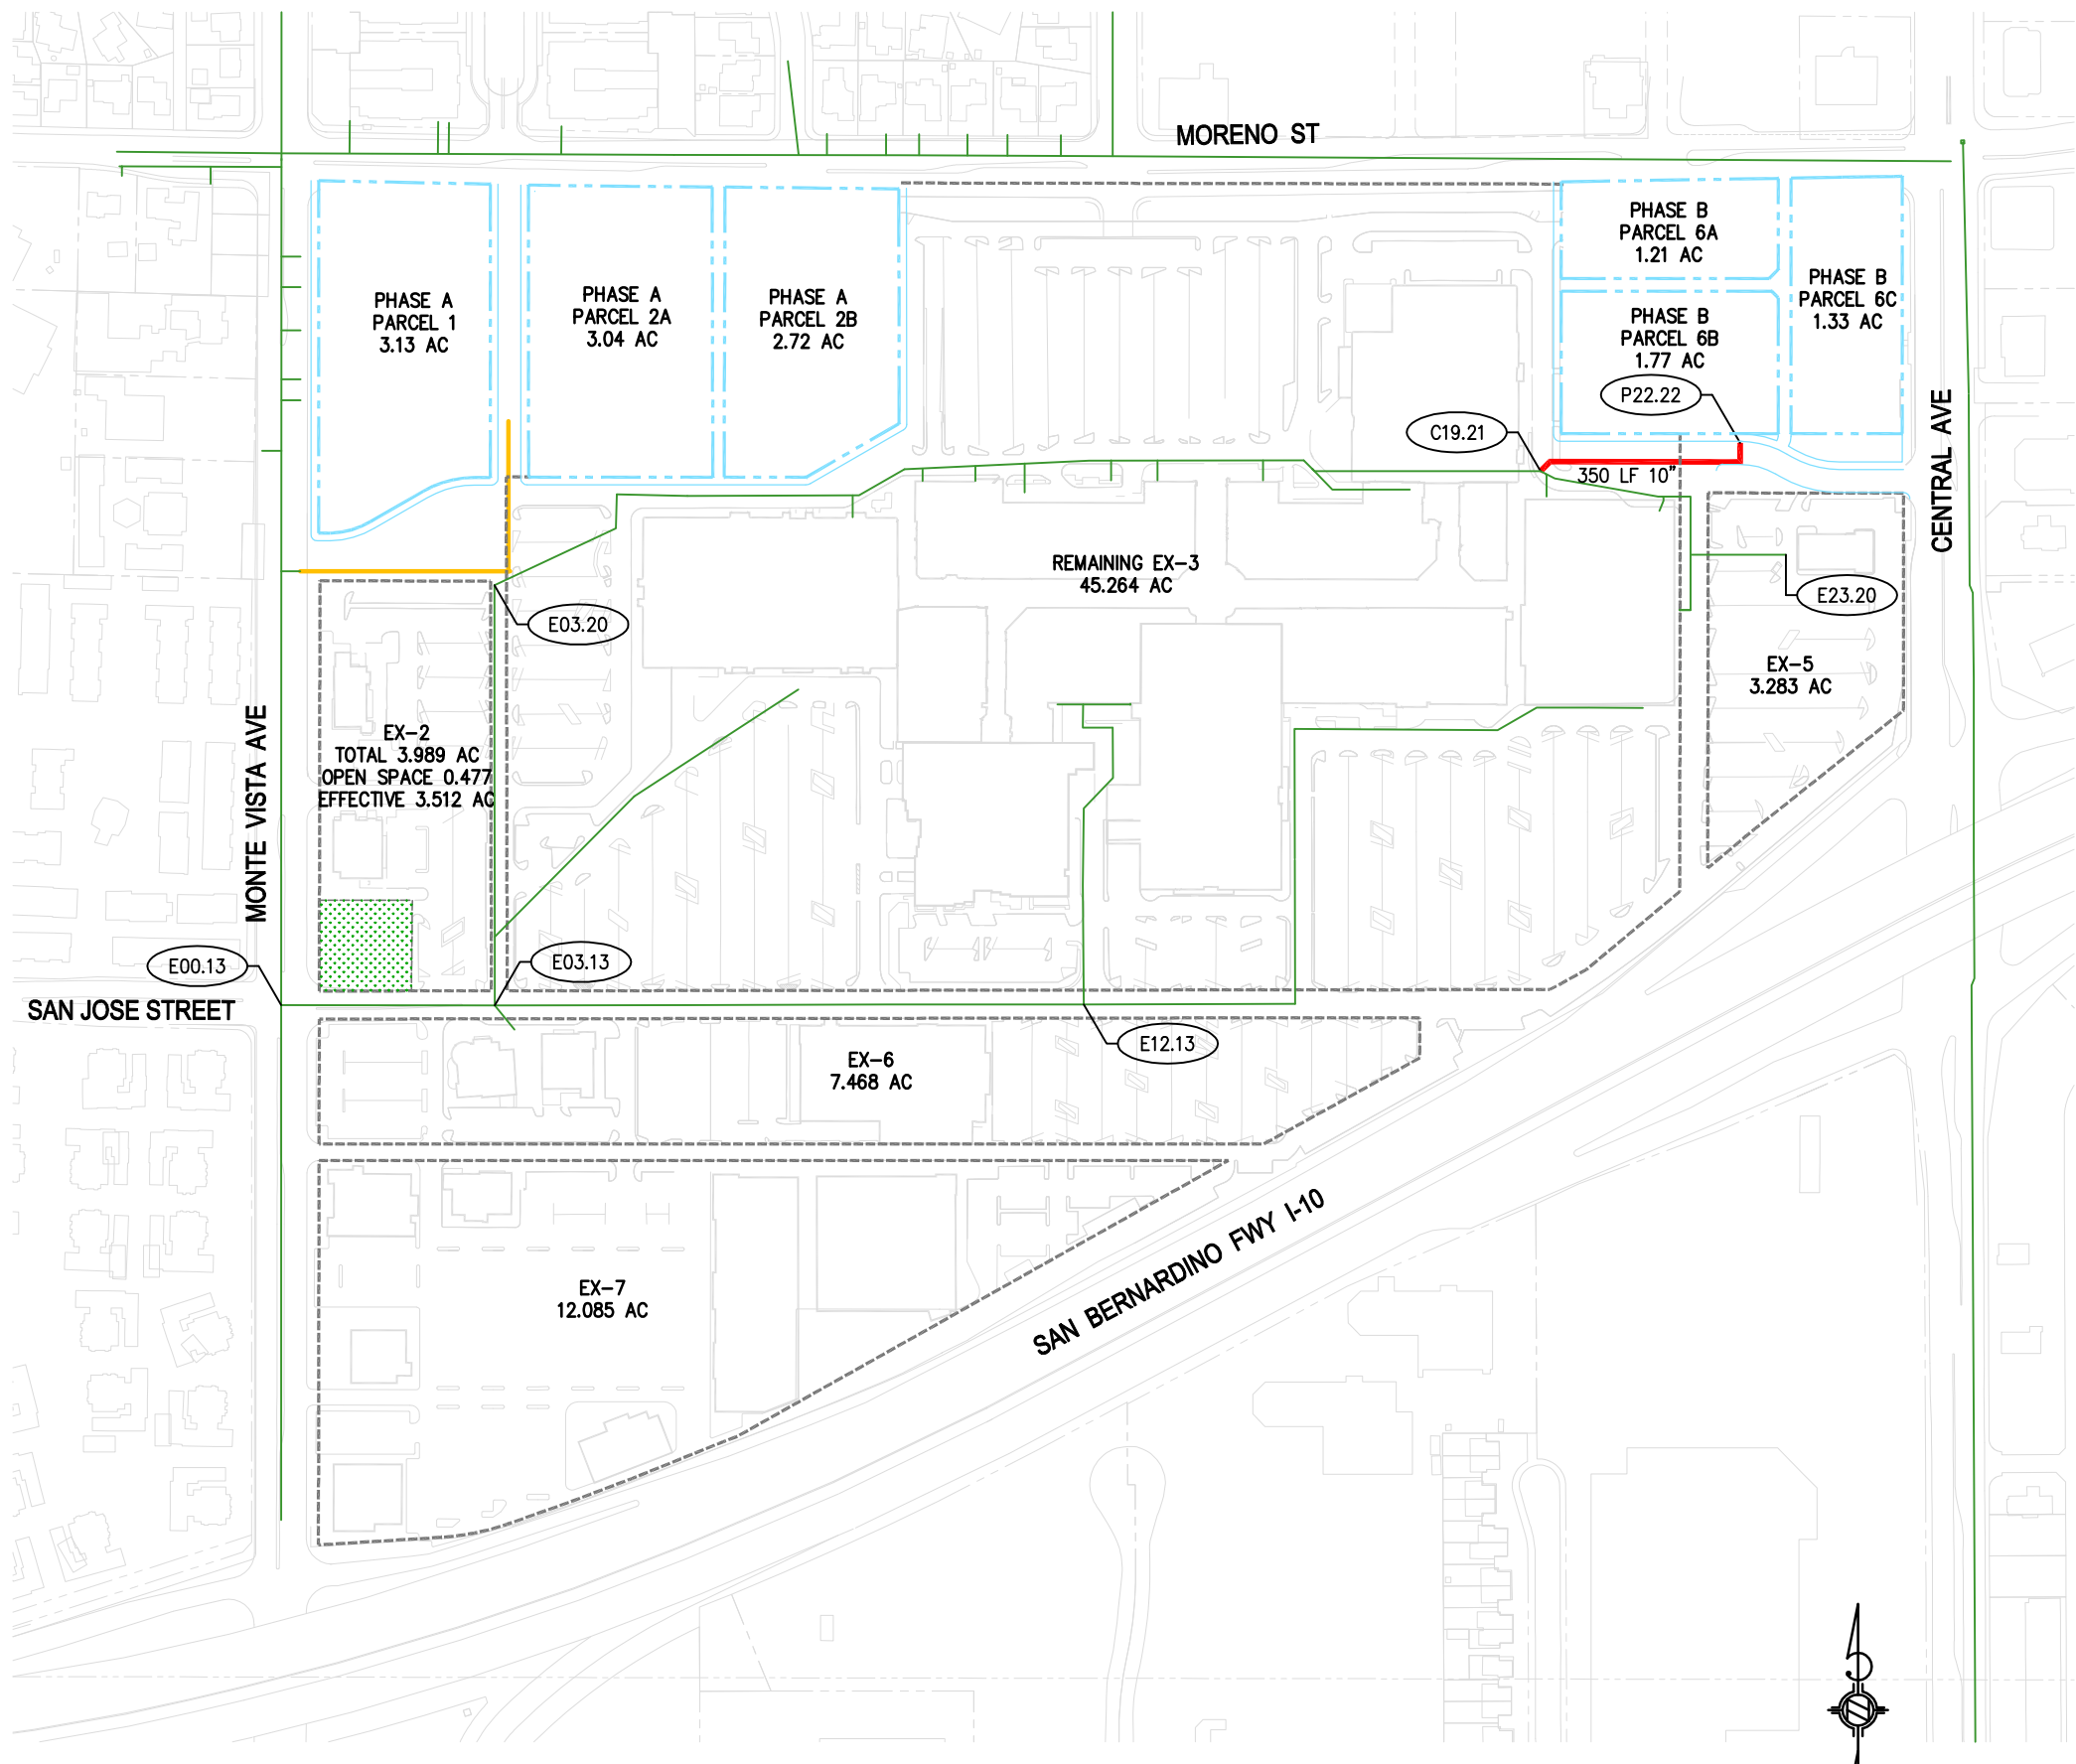 MORENO ST
PHASE A
PARCEL 1
3.13 AC
PHASE A
PARCEL 2A
3.04 AC
PHASE A
PARCEL 2B
2.72 AC
PHASE B
PARCEL 6A
1.21 AC
PHASE B
PARCEL 6B
1.77 AC
PHASE B
PARCEL 6C
1.33 AC
P22.22
C19.21
350 LF 10"
CENTRAL AVE
REMAINING EX-3
45.264 AC
E03.20
E23.20
EX-5
3.283 AC
EX-2
TOTAL 3.989 AC
OPEN SPACE 0.477
EFFECTIVE 3.512 AC
MONTE VISTA AVE
E00.13
E03.13
SAN JOSE STREET
E12.13
EX-6
7.468 AC
EX-7
12.085 AC
SAN BERNARDINO FWY I-10